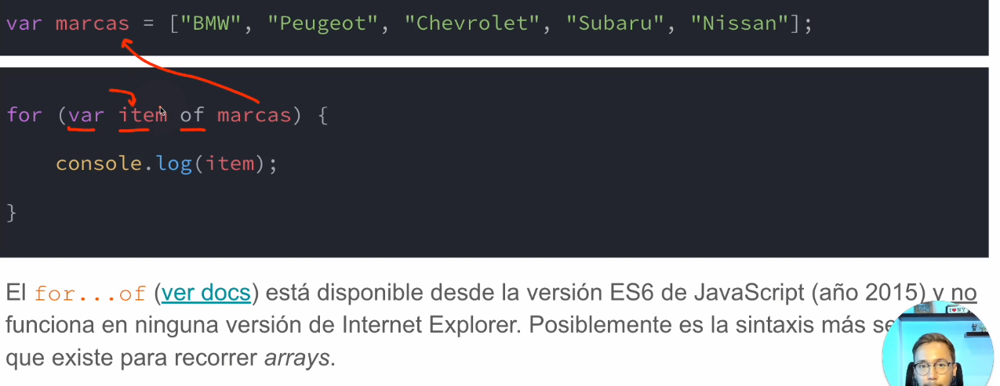 var marcas = ["BMW", "Peugeot", "Chevrolet", "Subaru", "Nissan"];
for (var item of marcas) {
console.log(item);
}
El for...of (ver docs) está disponible desde la versión ES6 de JavaScript (año 2015) y no
funciona en ninguna versión de Internet Explorer. Posiblemente es la sintaxis más
que existe para recorrer arrays.
I NY